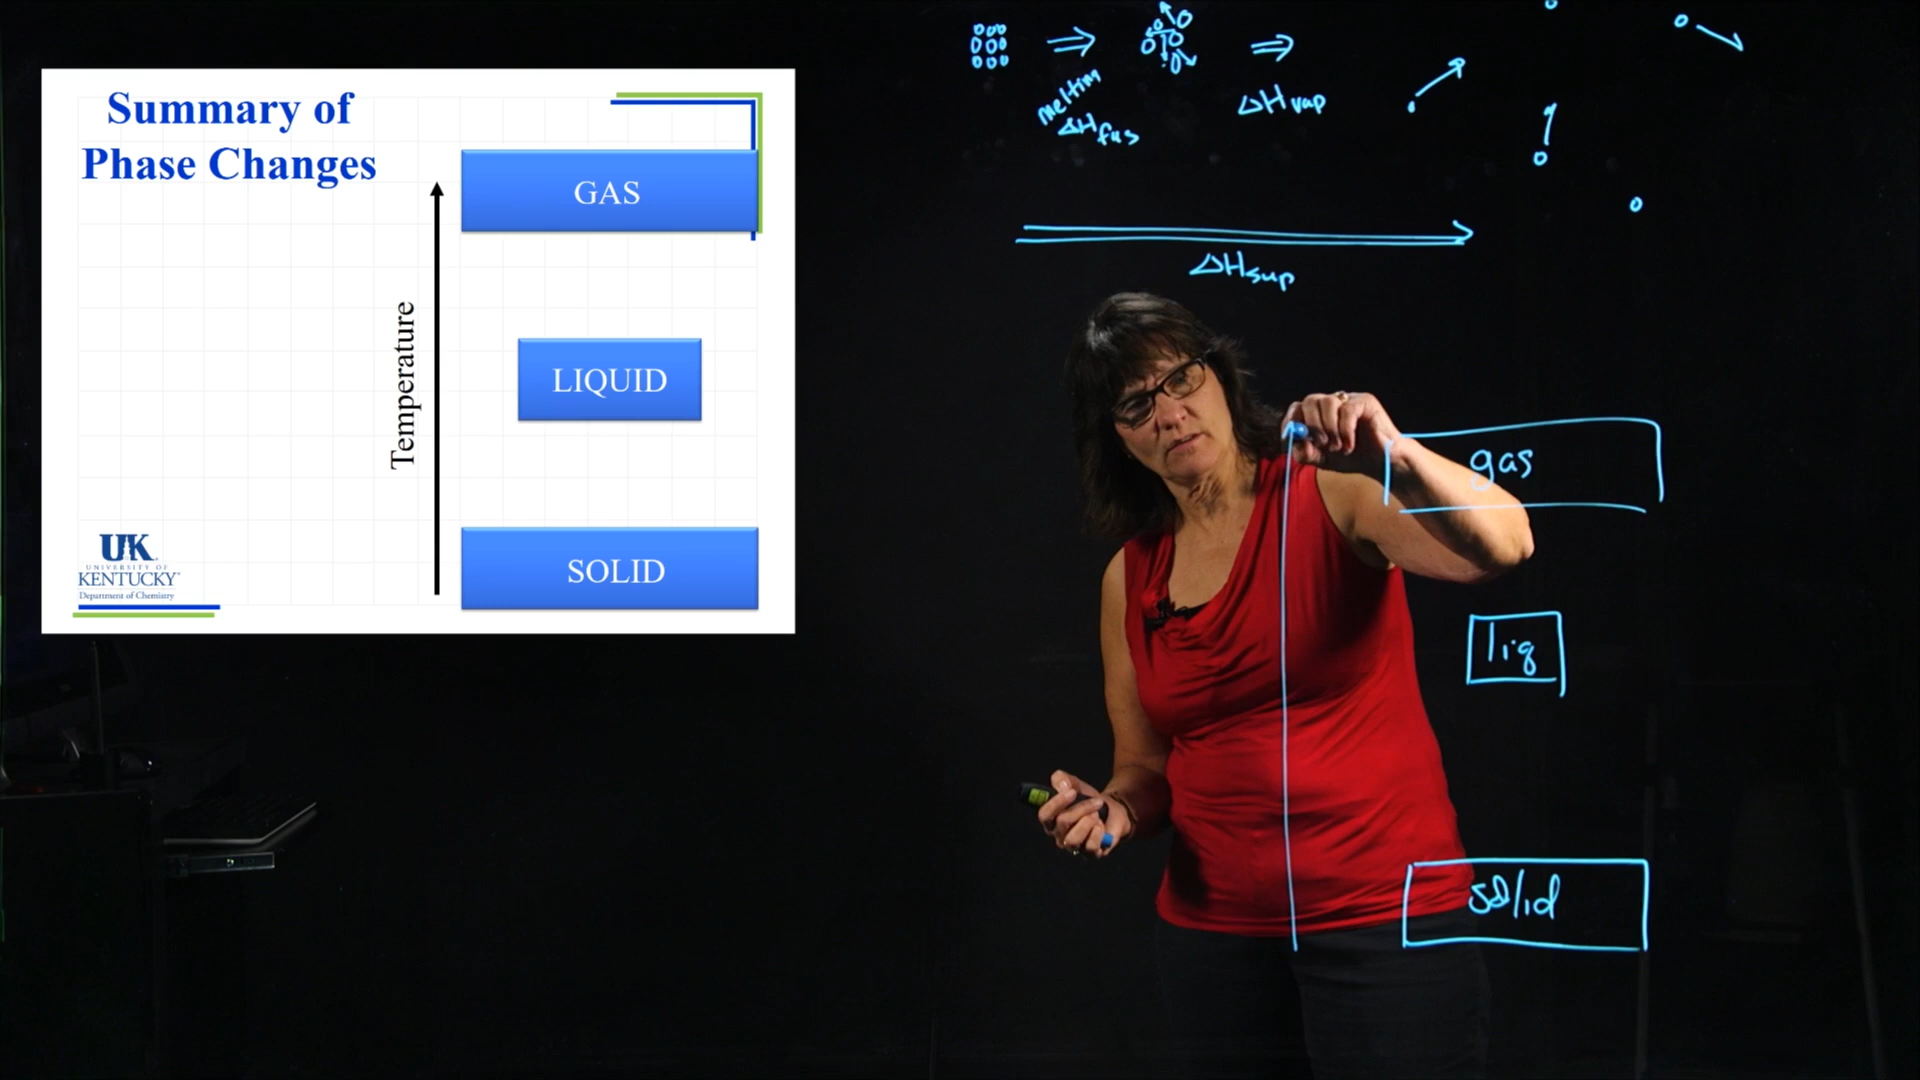 Summary of
Phase Changes
GAS
LIQUID
SOLID
Temperature
UK
UNIVERSITY OF
KENTUCKY
Department of Chemistry
melting
ΔHfus
ΔHvap
ΔHsup
gas
liq
solid